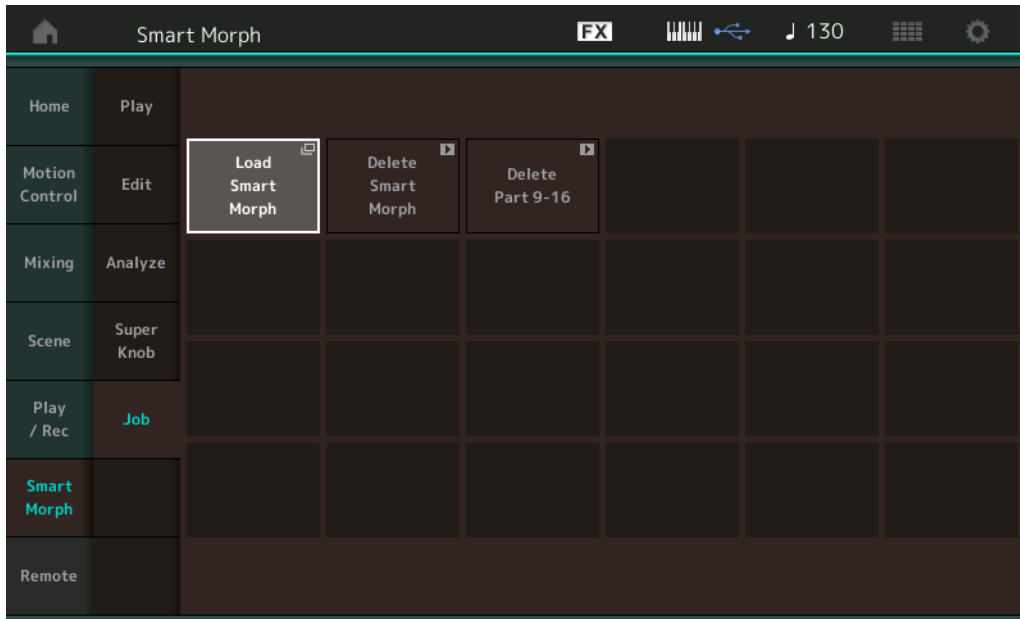 Smart Morph
FX
130
Home
Play
Motion
Control
Edit
Load
Smart
Morph
Delete
Smart
Morph
Delete
Part 9-16
Mixing
Analyze
Scene
Super
Knob
Play
/ Rec
Job
Smart
Morph
Remote